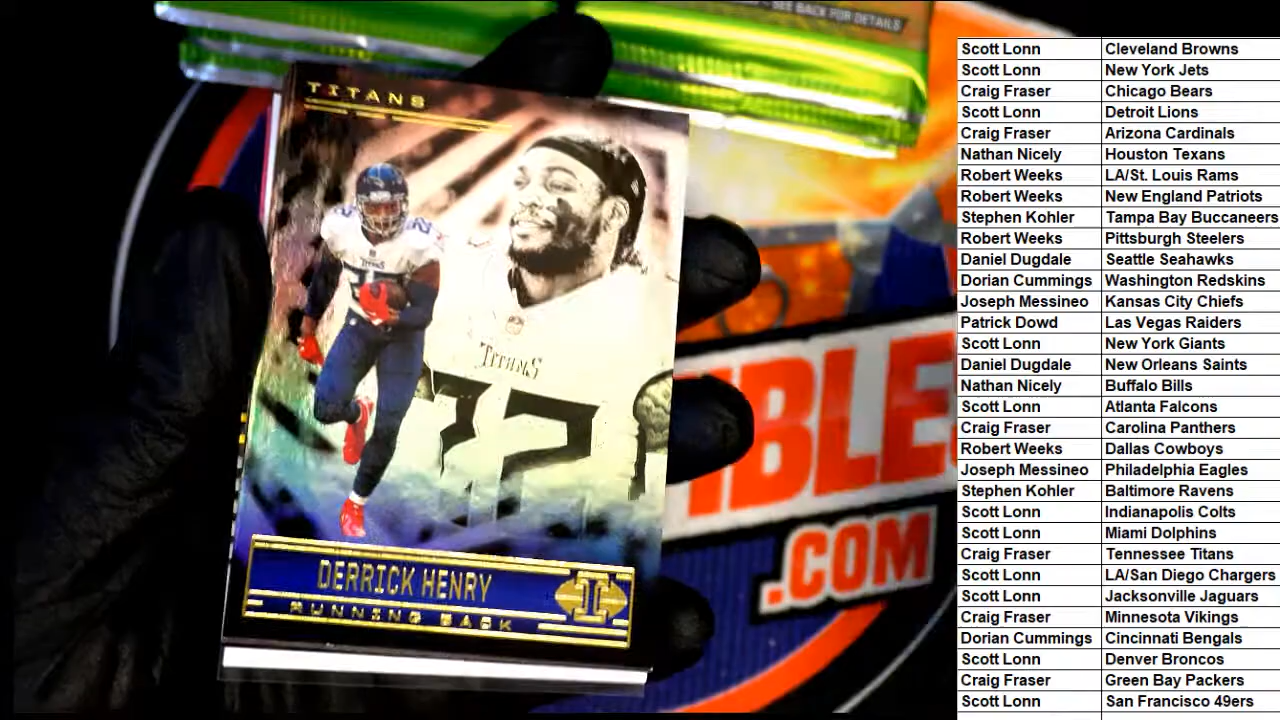 SEE BACK FOR DETAILS
TITANS
TITANS
22
DERRICK HENRY
RUNNING BACK
IBLE
.COM
Scott Lonn Cleveland Browns
Scott Lonn New York Jets
Craig Fraser Chicago Bears
Scott Lonn Detroit Lions
Craig Fraser Arizona Cardinals
Nathan Nicely Houston Texans
Robert Weeks LA/St. Louis Rams
Robert Weeks New England Patriots
Stephen Kohler Tampa Bay Buccaneers
Robert Weeks Pittsburgh Steelers
Daniel Dugdale Seattle Seahawks
Dorian Cummings Washington Redskins
Joseph Messineo Kansas City Chiefs
Patrick Dowd Las Vegas Raiders
Scott Lonn New York Giants
Daniel Dugdale New Orleans Saints
Nathan Nicely Buffalo Bills
Scott Lonn Atlanta Falcons
Craig Fraser Carolina Panthers
Robert Weeks Dallas Cowboys
Joseph Messineo Philadelphia Eagles
Stephen Kohler Baltimore Ravens
Scott Lonn Indianapolis Colts
Scott Lonn Miami Dolphins
Craig Fraser Tennessee Titans
Scott Lonn LA/San Diego Chargers
Scott Lonn Jacksonville Jaguars
Craig Fraser Minnesota Vikings
Dorian Cummings Cincinnati Bengals
Scott Lonn Denver Broncos
Craig Fraser Green Bay Packers
Scott Lonn San Francisco 49ers